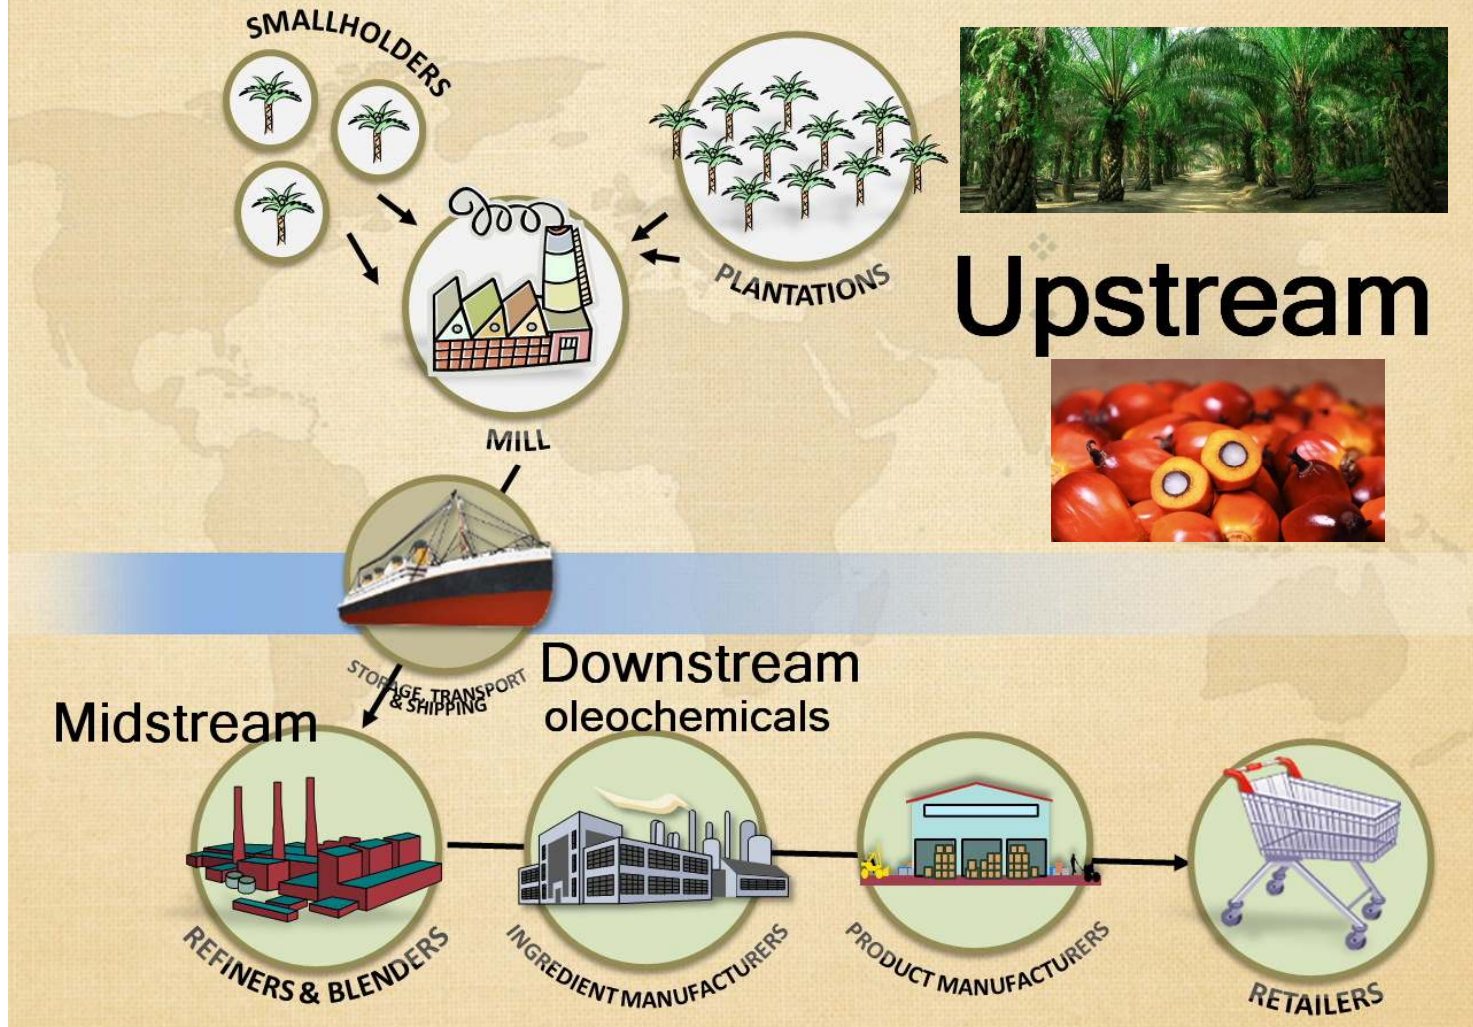 SMALLHOLDERS
PLANTATIONS
Upstream
MILL
STORAGE, TRANSPORT
& SHIPPING
Downstream
oleochemicals
Midstream
REFINERS & BLENDERS
INGREDIENT MANUFACTURERS
PRODUCT MANUFACTURERS
RETAILERS